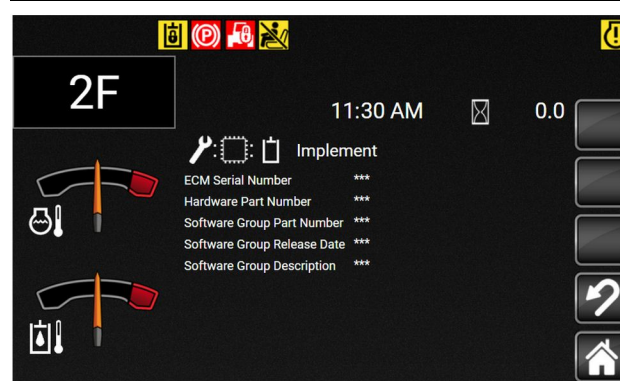 (P)
2F
11:30 AM 0.0
Implement
ECM Serial Number ***
Hardware Part Number ***
Software Group Part Number ***
Software Group Release Date ***
Software Group Description ***